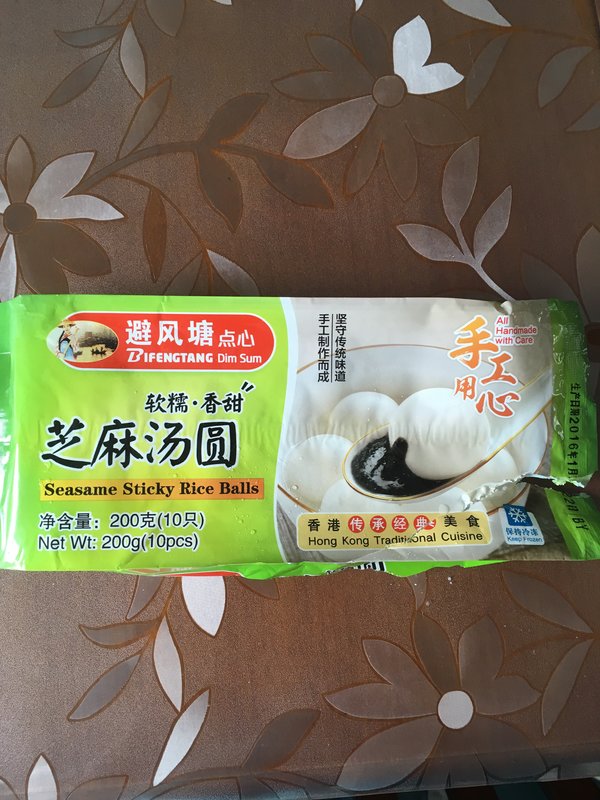 避风塘点心
BIFENGTANG Dim Sum
软糯·香甜
芝麻汤圆
Seasame Sticky Rice Balls
净含量：200克(10只)
Net Wt: 200g(10pcs)
坚守传统味道
手工制作而成
手工用心
All
Handmade
with Care
香港传承经典美食
Hong Kong Traditional Cuisine
保持冷冻
Keep Frozen
生产日期2016年1月